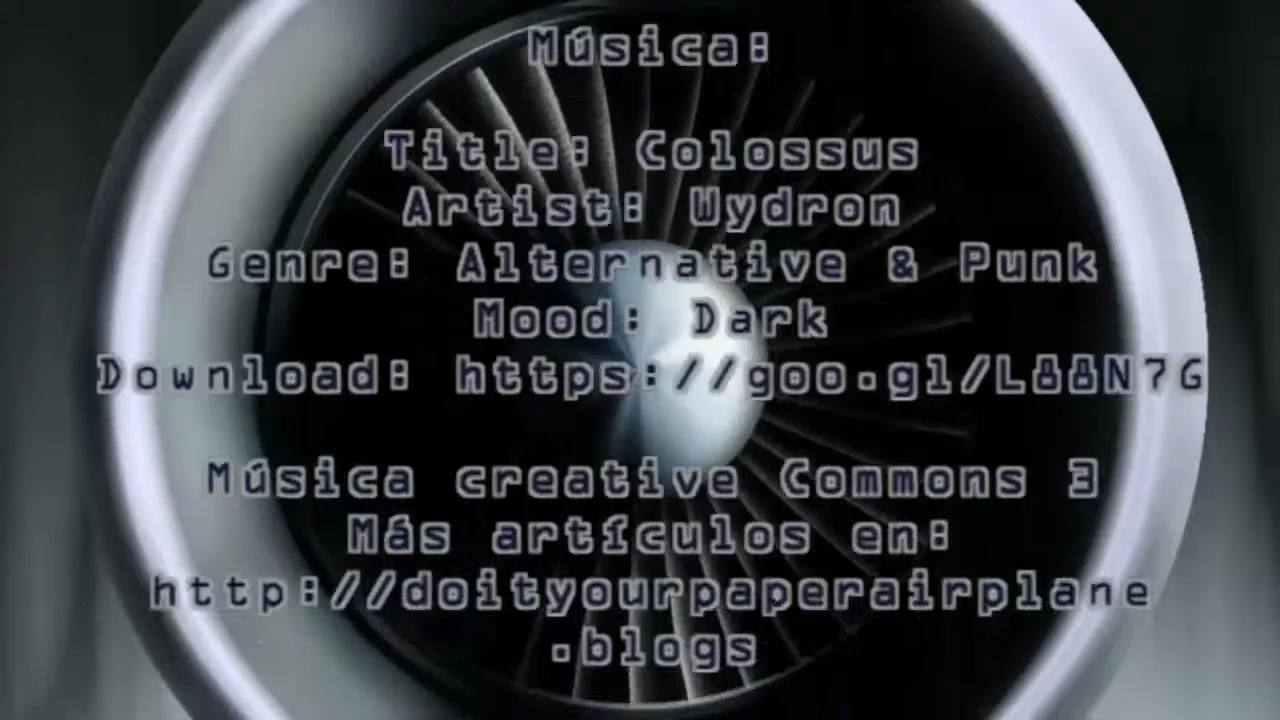 Música:
Title: Colossus
Artist: Wydron
Genre: Alternative & Punk
Mood: Dark
Download: https://goo.gl/L88N7G
Música creative Commons 3
Más artículos en:
http://doityourpaperairplane
.blogs